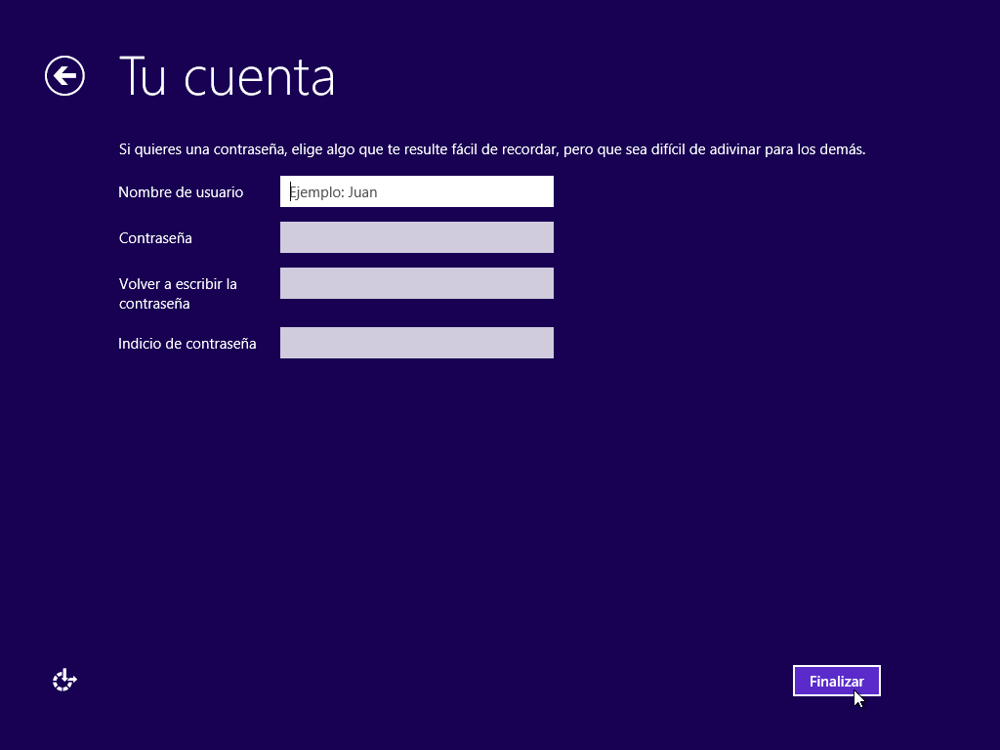 Tu cuenta
Si quieres una contraseña, elige algo que te resulte fácil de recordar, pero que sea difícil de adivinar para los demás.
Nombre de usuario
Ejemplo: Juan
Contraseña
Volver a escribir la
contraseña
Indicio de contraseña
Finalizar